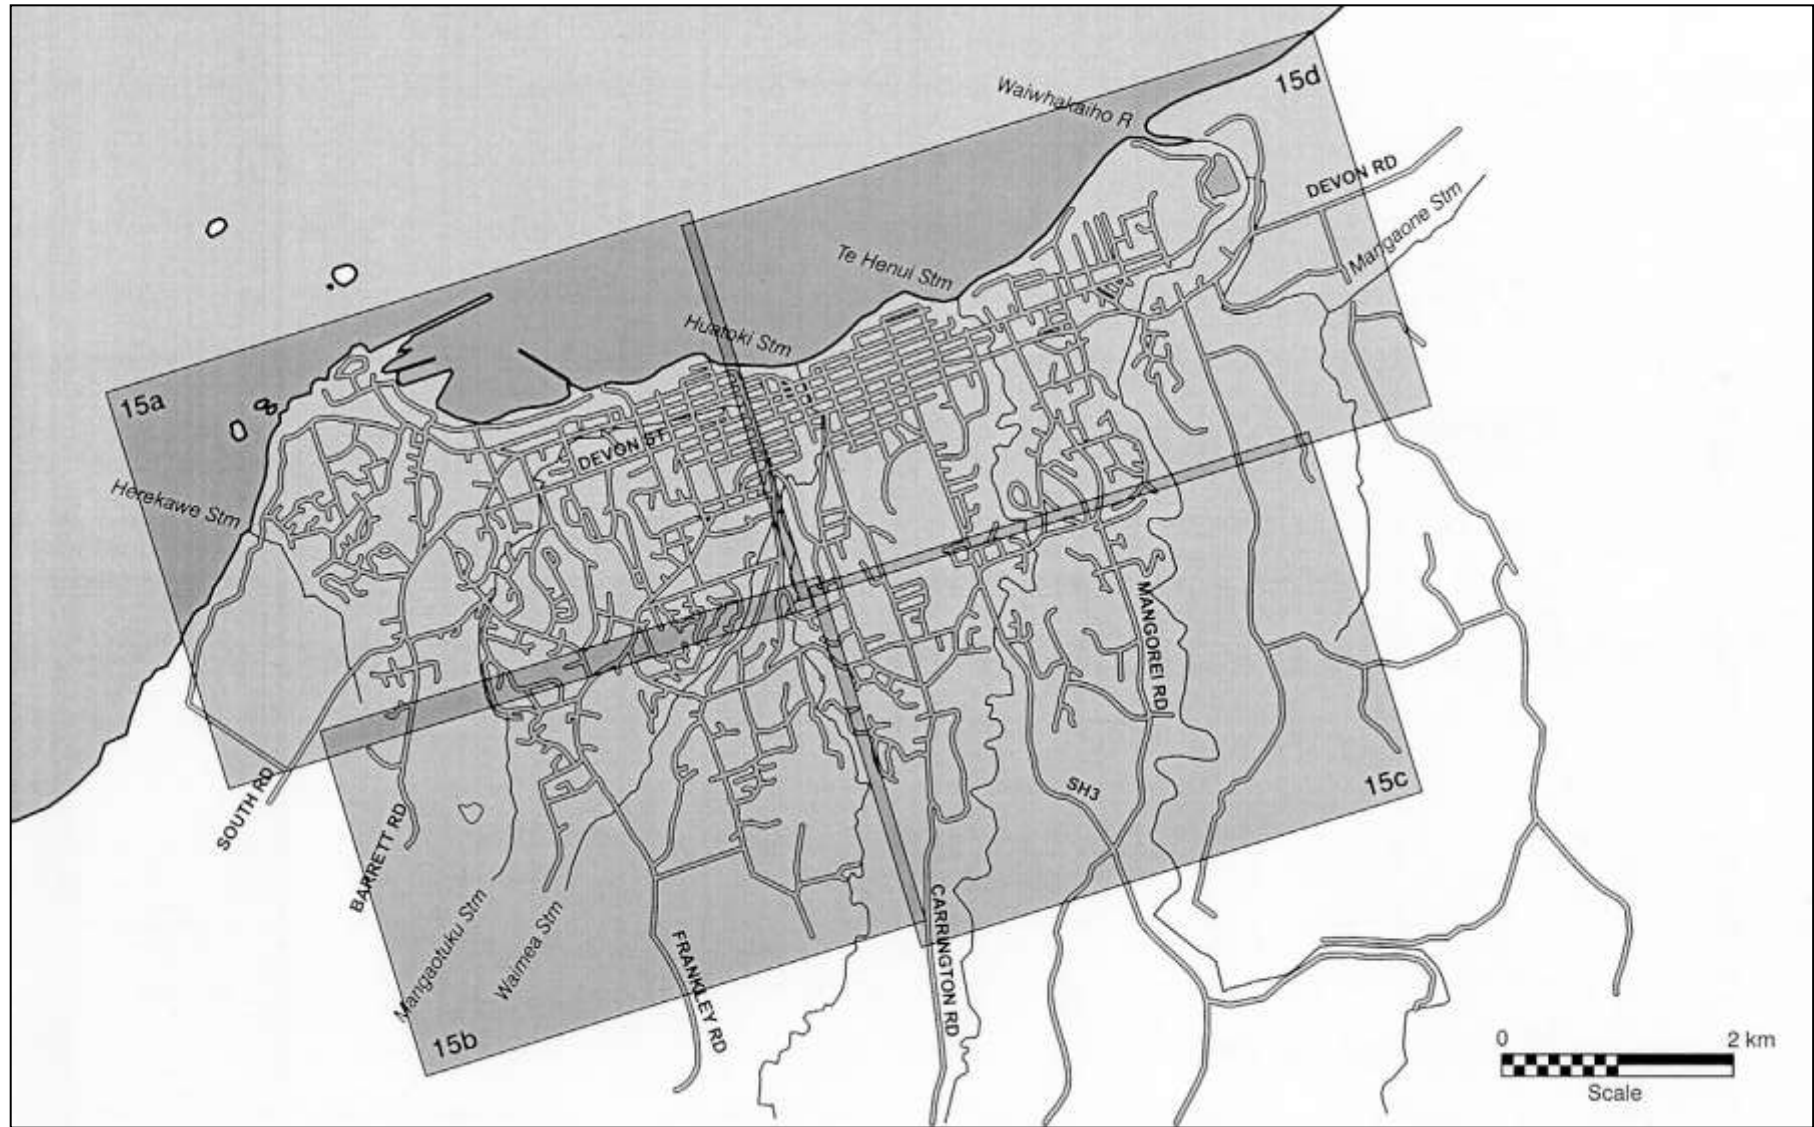 15d
Waiwhakaiho R
DEVON RD
Mangaone Stm
Te Henui Stm
Huatoki Stm
15a
DEVON ST
Herekawe Stm
MANGOREI RD
SOUTH RD
BARRETT RD
SH3
15c
Mangaotuku Stm
Waimea Stm
FRANKLEY RD
CARRINGTON RD
15b
0 2 km
Scale